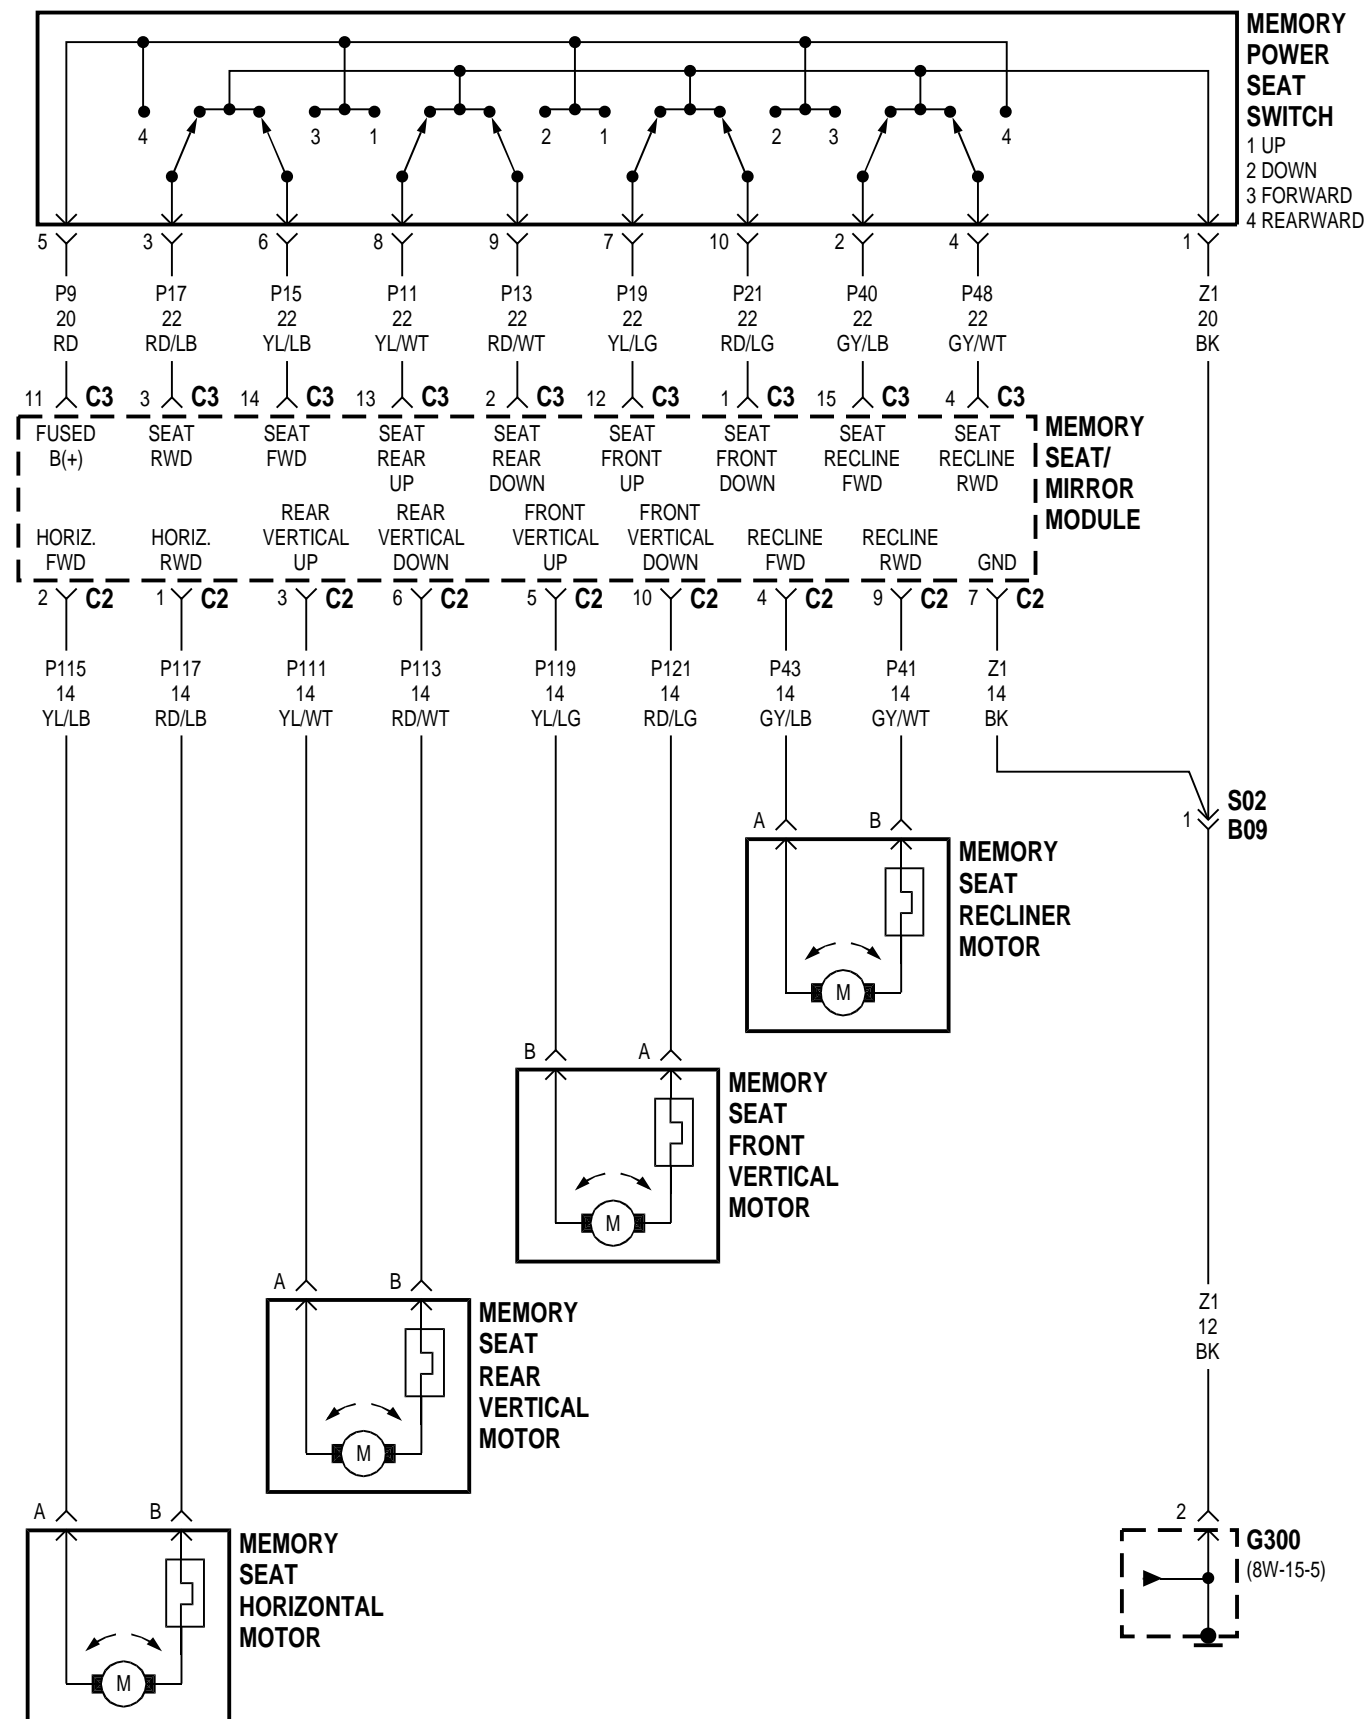 MEMORY
POWER
SEAT
SWITCH
1 UP
2 DOWN
3 FORWARD
4 REARWARD
4 3 1 2 1 2 3 4
5 3 6 8 9 7 10 2 4 1
P9 P17 P15 P11 P13 P19 P21 P40 P48 Z1
20 22 22 22 22 22 22 22 22 20
RD RD/LB YL/LB YL/WT RD/WT YL/LG RD/LG GY/LB GY/WT BK
11 C3 3 C3 14 C3 13 C3 2 C3 12 C3 1 C3 15 C3 4 C3
FUSED SEAT SEAT SEAT SEAT SEAT SEAT SEAT SEAT
B(+) RWD FWD REAR REAR FRONT FRONT RECLINE RECLINE
UP DOWN UP DOWN FWD RWD
MEMORY
SEAT/
MIRROR
MODULE
REAR REAR FRONT FRONT
HORIZ. HORIZ. VERTICAL VERTICAL VERTICAL VERTICAL RECLINE RECLINE
FWD RWD UP DOWN UP DOWN FWD RWD GND
2 C2 1 C2 3 C2 6 C2 5 C2 10 C2 4 C2 9 C2 7 C2
P115 P117 P111 P113 P119 P121 P43 P41 Z1
14 14 14 14 14 14 14 14 14
YL/LB RD/LB YL/WT RD/WT YL/LG RD/LG GY/LB GY/WT BK
1 S02
B09
A B
MEMORY
SEAT
RECLINER
MOTOR
M
B A
MEMORY
SEAT
FRONT
VERTICAL
MOTOR
M
A B
MEMORY
SEAT
REAR
VERTICAL
MOTOR
M
Z1
12
BK
A B
MEMORY
SEAT
HORIZONTAL
MOTOR
M
2
G300
(8W-15-5)